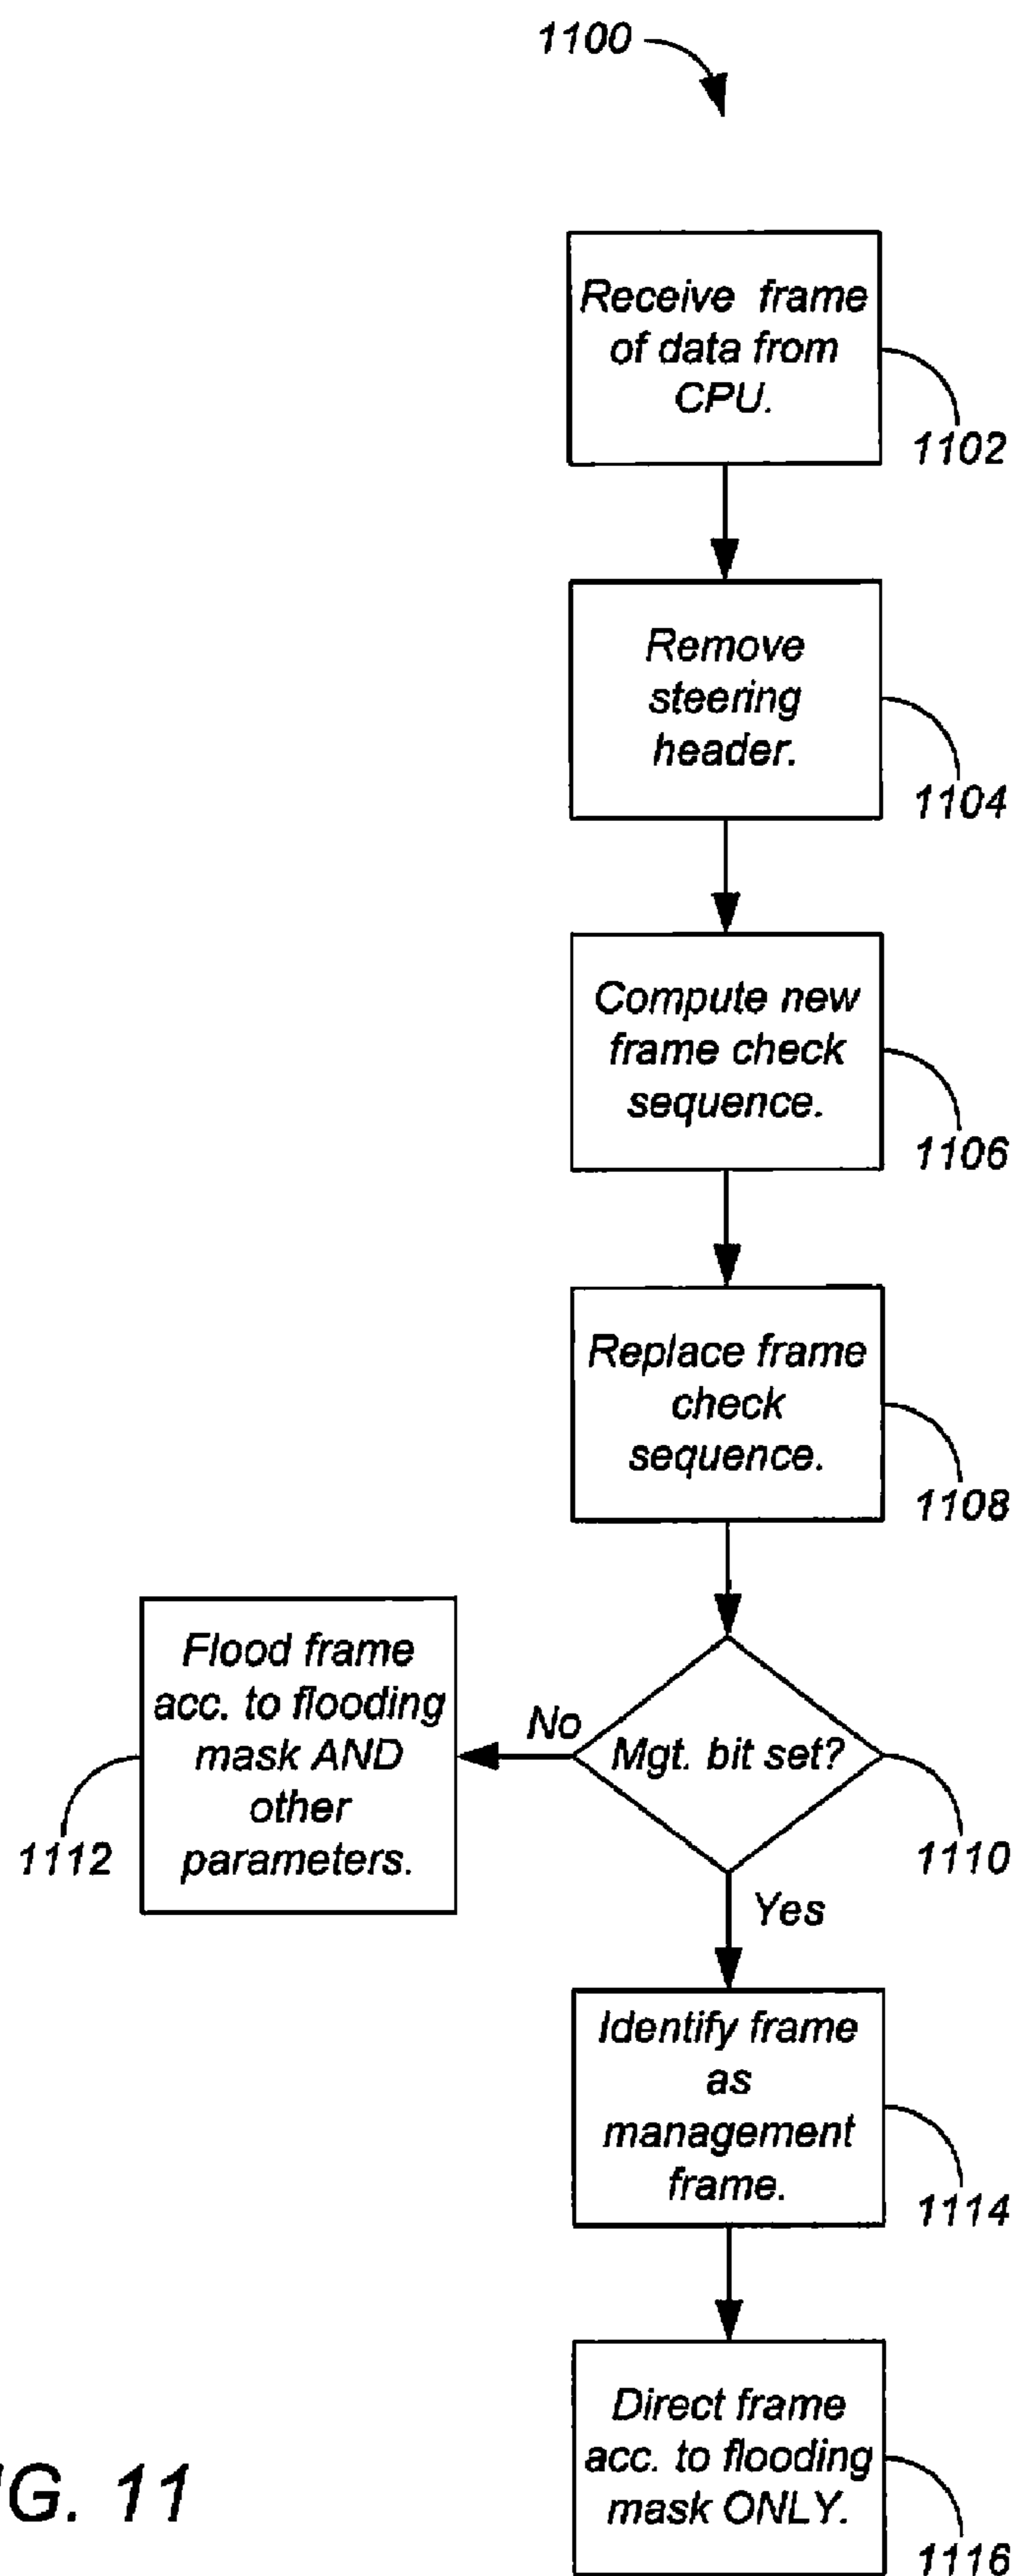 1100
Receive frame
of data from
CPU.
1102
Remove
steering
header.
1104
Compute new
frame check
sequence.
1106
Replace frame
check
sequence.
1108
Flood frame
acc. to flooding
mask AND
other
parameters.
1112
No
Mgt. bit set?
1110
Yes
Identify frame
as
management
frame.
1114
Direct frame
acc. to flooding
mask ONLY.
1116
G. 11